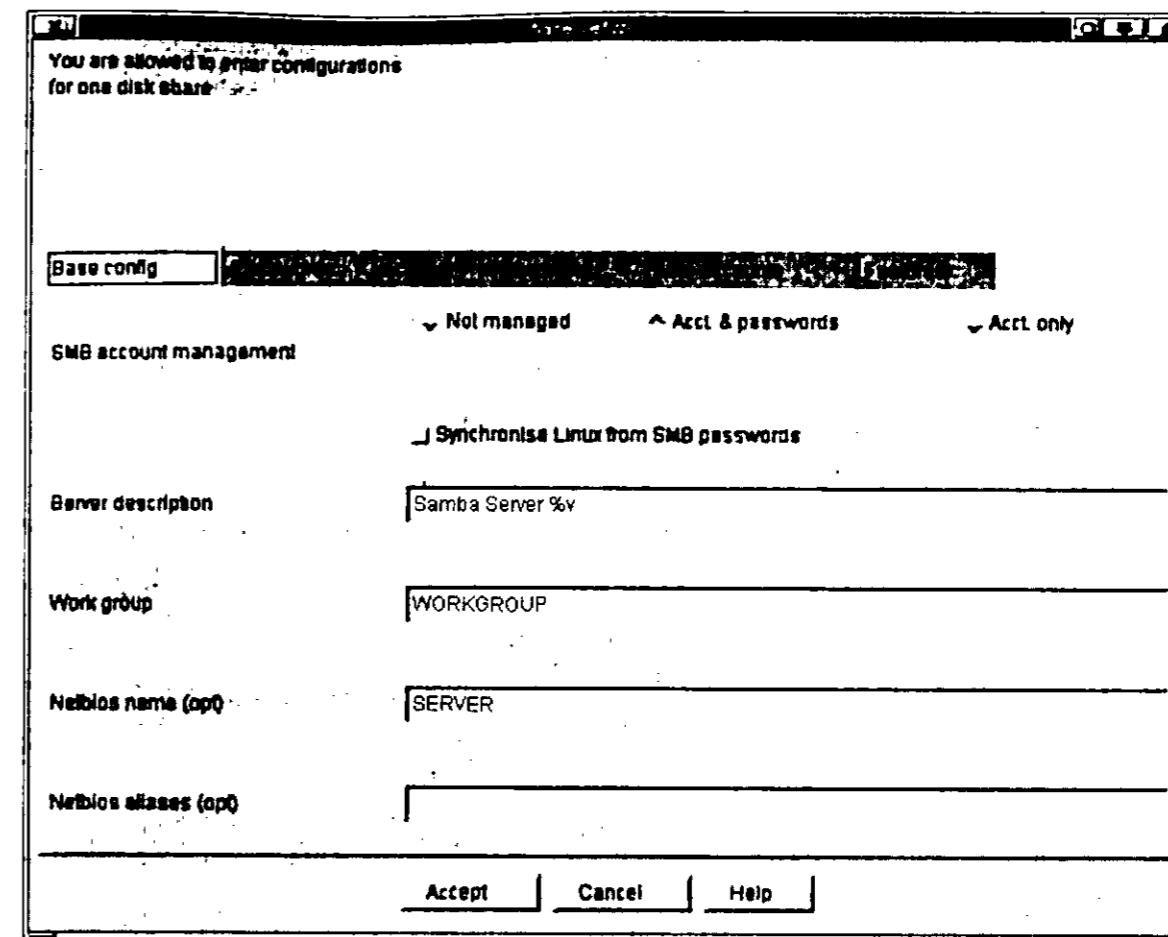 You are allowed to enter configurations
for one disk share
Base config
Not managed Acct. & passwords Acct. only
SMB account management
Synchronise Linux from SMB passwords
Server description Samba Server %v
Work group WORKGROUP
Netbios name (opt) SERVER
Netbios aliases (opt)
Accept Cancel Help